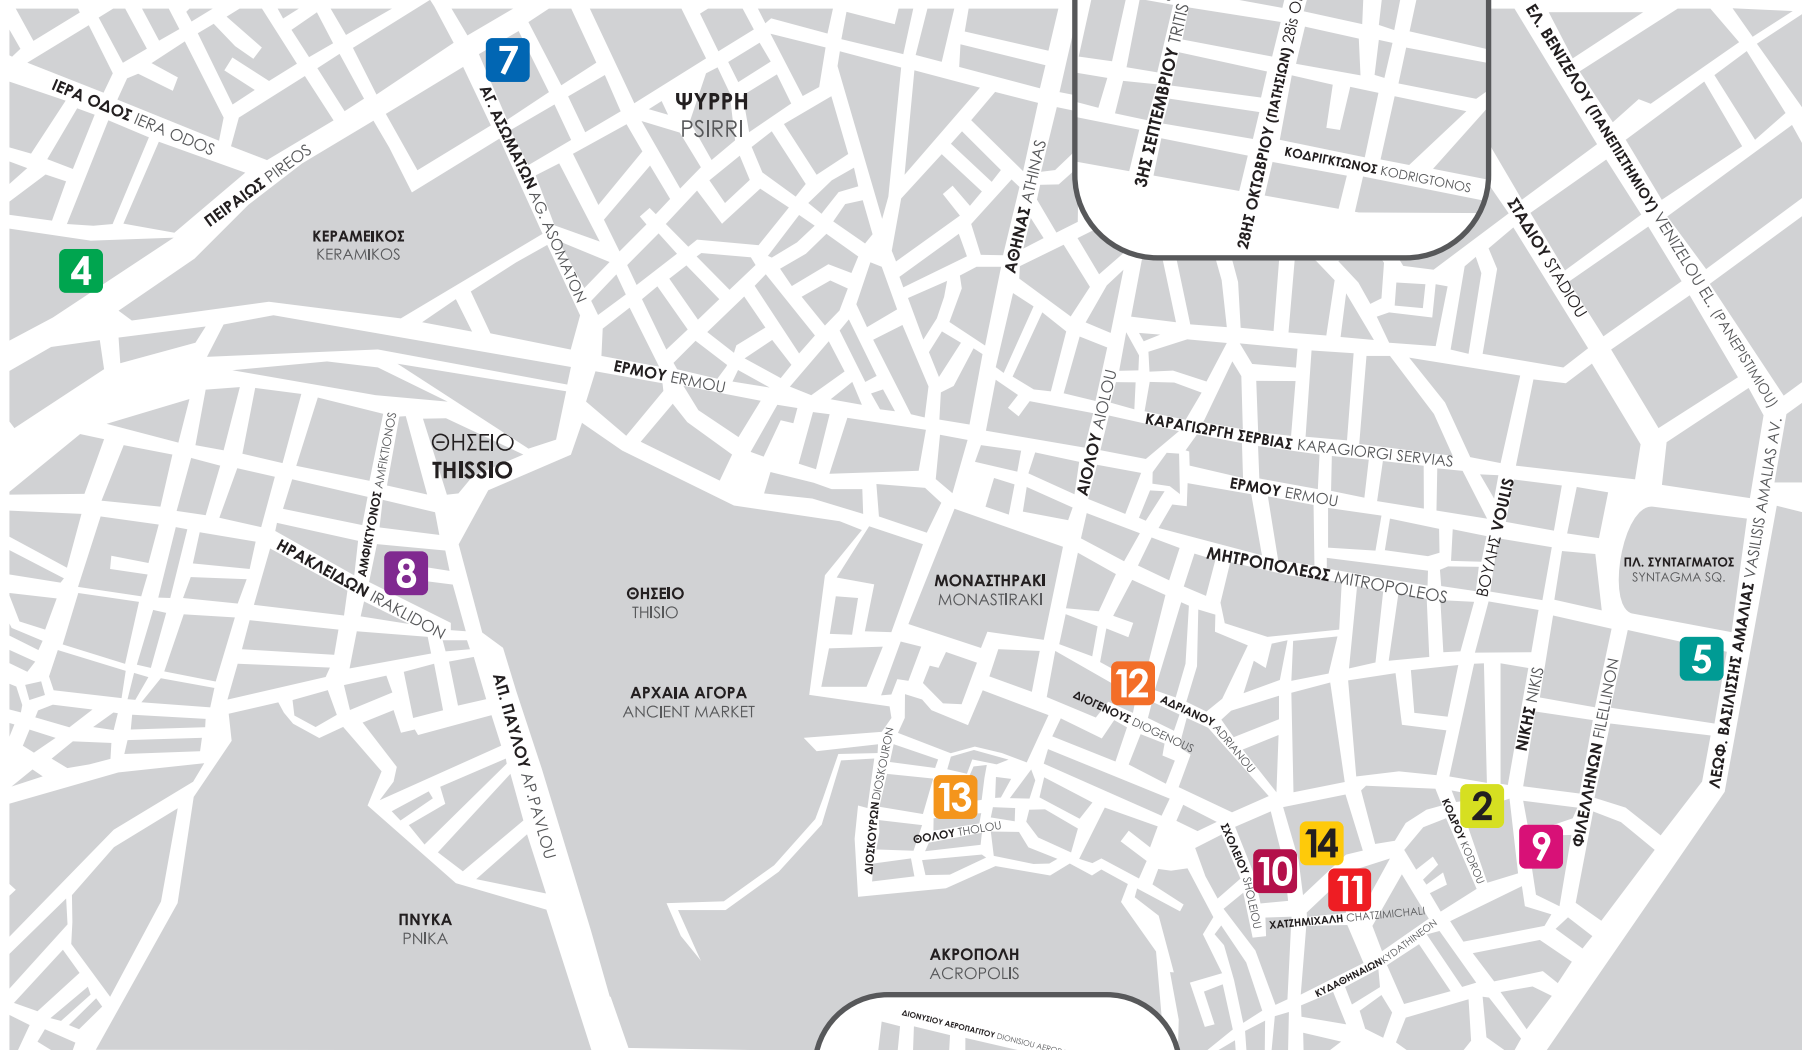 7
ΨΥΡΡΗ
PSIRRI
ΙΕΡΑ ΟΔΟΣ IERA ODOS
ΠΕΙΡΑΙΩΣ PIREOS
ΑΓ. ΑΣΩΜΑΤΩΝ AG. ASOMATON
ΚΕΡΑΜΕΙΚΟΣ
KERAMIKOS
4
ΑΘΗΝΑΣ ATHINAS
3ΗΣ ΣΕΠΤΕΜΒΡΙΟΥ TRITIS
28ΗΣ ΟΚΤΩΒΡΙΟΥ (ΠΑΤΗΣΙΩΝ) 28is
ΚΟΔΡΙΓΚΤΩΝΟΣ KODRIGTONOS
ΕΛ. ΒΕΝΙΖΕΛΟΥ (ΠΑΝΕΠΙΣΤΗΜΙΟΥ) VENIZELOU EL. (PANEPISTIMIOU)
ΣΤΑΔΙΟΥ STADIOU
ΕΡΜΟΥ ERMOU
ΑΙΟΛΟΥ AIOLOU
ΚΑΡΑΓΙΩΡΓΗ ΣΕΡΒΙΑΣ KARAGIORGI SERVIAS
ΕΡΜΟΥ ERMOU
ΜΗΤΡΟΠΟΛΕΩΣ MITROPOLEOS
ΒΟΥΛΗΣ VOULIS
ΘΗΣΕΙΟ
THISSIO
ΑΜΦΙΚΤΥΟΝΟΣ AMFIKTIONOS
ΗΡΑΚΛΕΙΔΩΝ IRAKLIDON
8
ΘΗΣΕΙΟ
THISIO
ΜΟΝΑΣΤΗΡΑΚΙ
MONASTIRAKI
ΠΛ. ΣΥΝΤΑΓΜΑΤΟΣ
SYNTAGMA SQ.
ΛΕΩΦ. ΒΑΣΙΛΙΣΣΗΣ ΑΜΑΛΙΑΣ VASILISIS AMALIAS AV.
5
ΑΡΧΑΙΑ ΑΓΟΡΑ
ANCIENT MARKET
ΑΠ. ΠΑΥΛΟΥ AP.PAVLOU
12
ΔΙΟΓΕΝΟΥΣ DIOGENOUS
ΑΔΡΙΑΝΟΥ ADRIANOU
ΝΙΚΗΣ NIKIS
ΦΙΛΕΛΛΗΝΩΝ FILELLINON
ΔΙΟΣΚΟΥΡΩΝ DIOSKOURON
13
ΘΟΛΟΥ THOLOU
2
ΚΟΔΡΟΥ KODROU
9
ΣΧΟΛΕΙΟΥ SHOLEIOU
14
10
11
ΧΑΤΖΗΜΙΧΑΛΗ CHATZIMICHALI
ΚΥΔΑΘΗΝΑΙΩΝ KYDATHINEON
ΠΝΥΚΑ
PNIKA
ΑΚΡΟΠΟΛΗ
ACROPOLIS
ΔΙΟΝΥΣΙΟΥ ΑΕΡΟΠΑΓΙΤΟΥ DIONISIOU